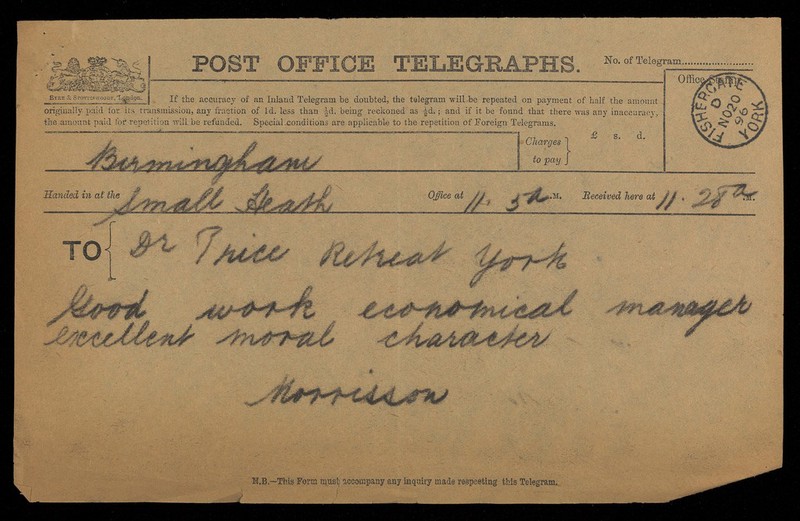 POST OFFICE TELEGRAPHS.
No. of Telegram
If the accuracy of an Inland Telegram be doubted, the telegram will be repeated on payment of half the amount
originally paid for its transmission, any fraction of 1d. less than ½d. being reckoned as ½d.; and if it be found that there was any inaccuracy,
the amount paid for repetition will be refunded. Special conditions are applicable to the repetition of Foreign Telegrams.
Office Stamp.
FISHERGATE
D
NO20
96
YORK
Charges to pay
£ s. d.
Birmingham
Handed in at the Small Heath Office at 11. 5 A.M. Received here at 11. 28 A.M.
TO Dr Price Retreat York
Good work economical manager
excellent moral character
Morrisson
N.B.—This Form must accompany any inquiry made respecting this Telegram.